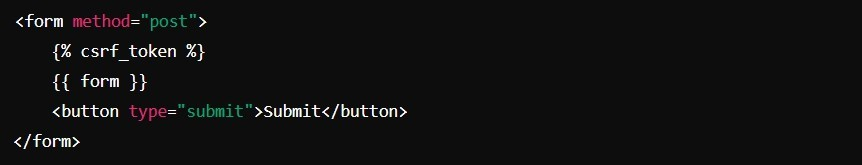 <form method="post">
    {% csrf_token %}
    {{ form }}
    <button type="submit">Submit</button>
</form>